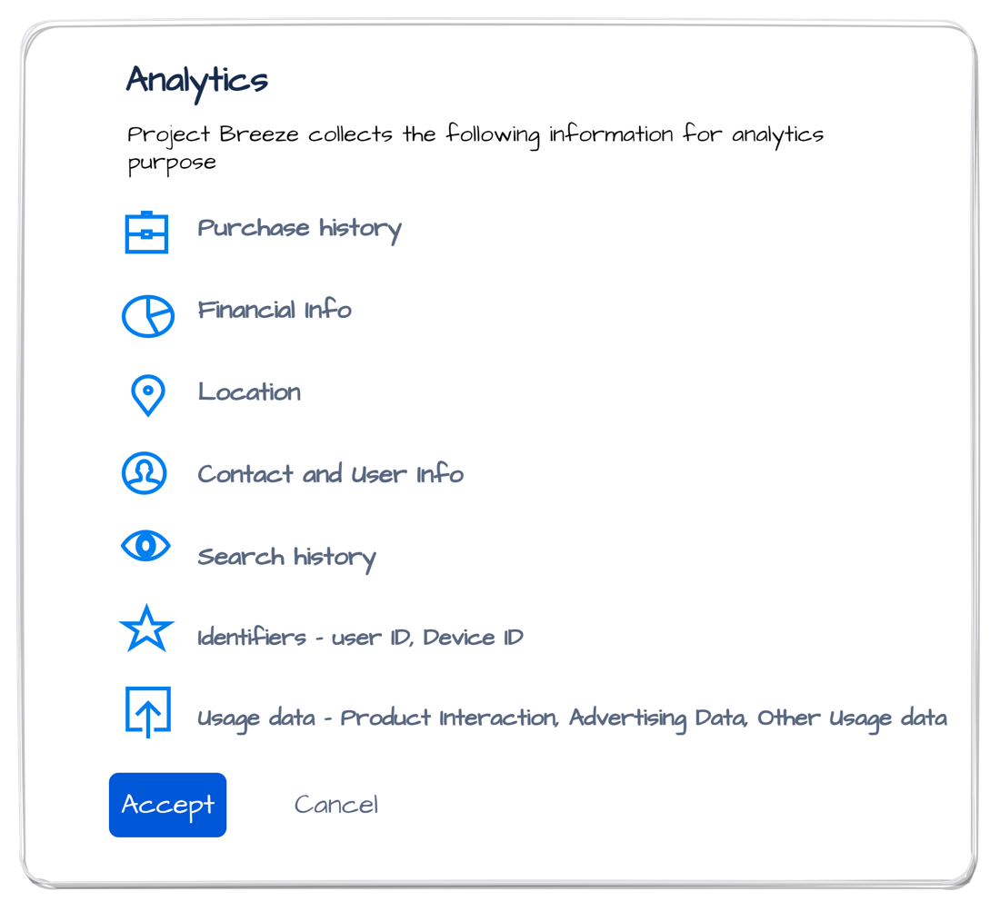 Analytics
Project Breeze collects the following information for analytics
purpose
Purchase history
Financial Info
Location
Contact and User Info
Search history
Identifiers - user ID, Device ID
Usage data - Product Interaction, Advertising Data, Other Usage data
Accept Cancel